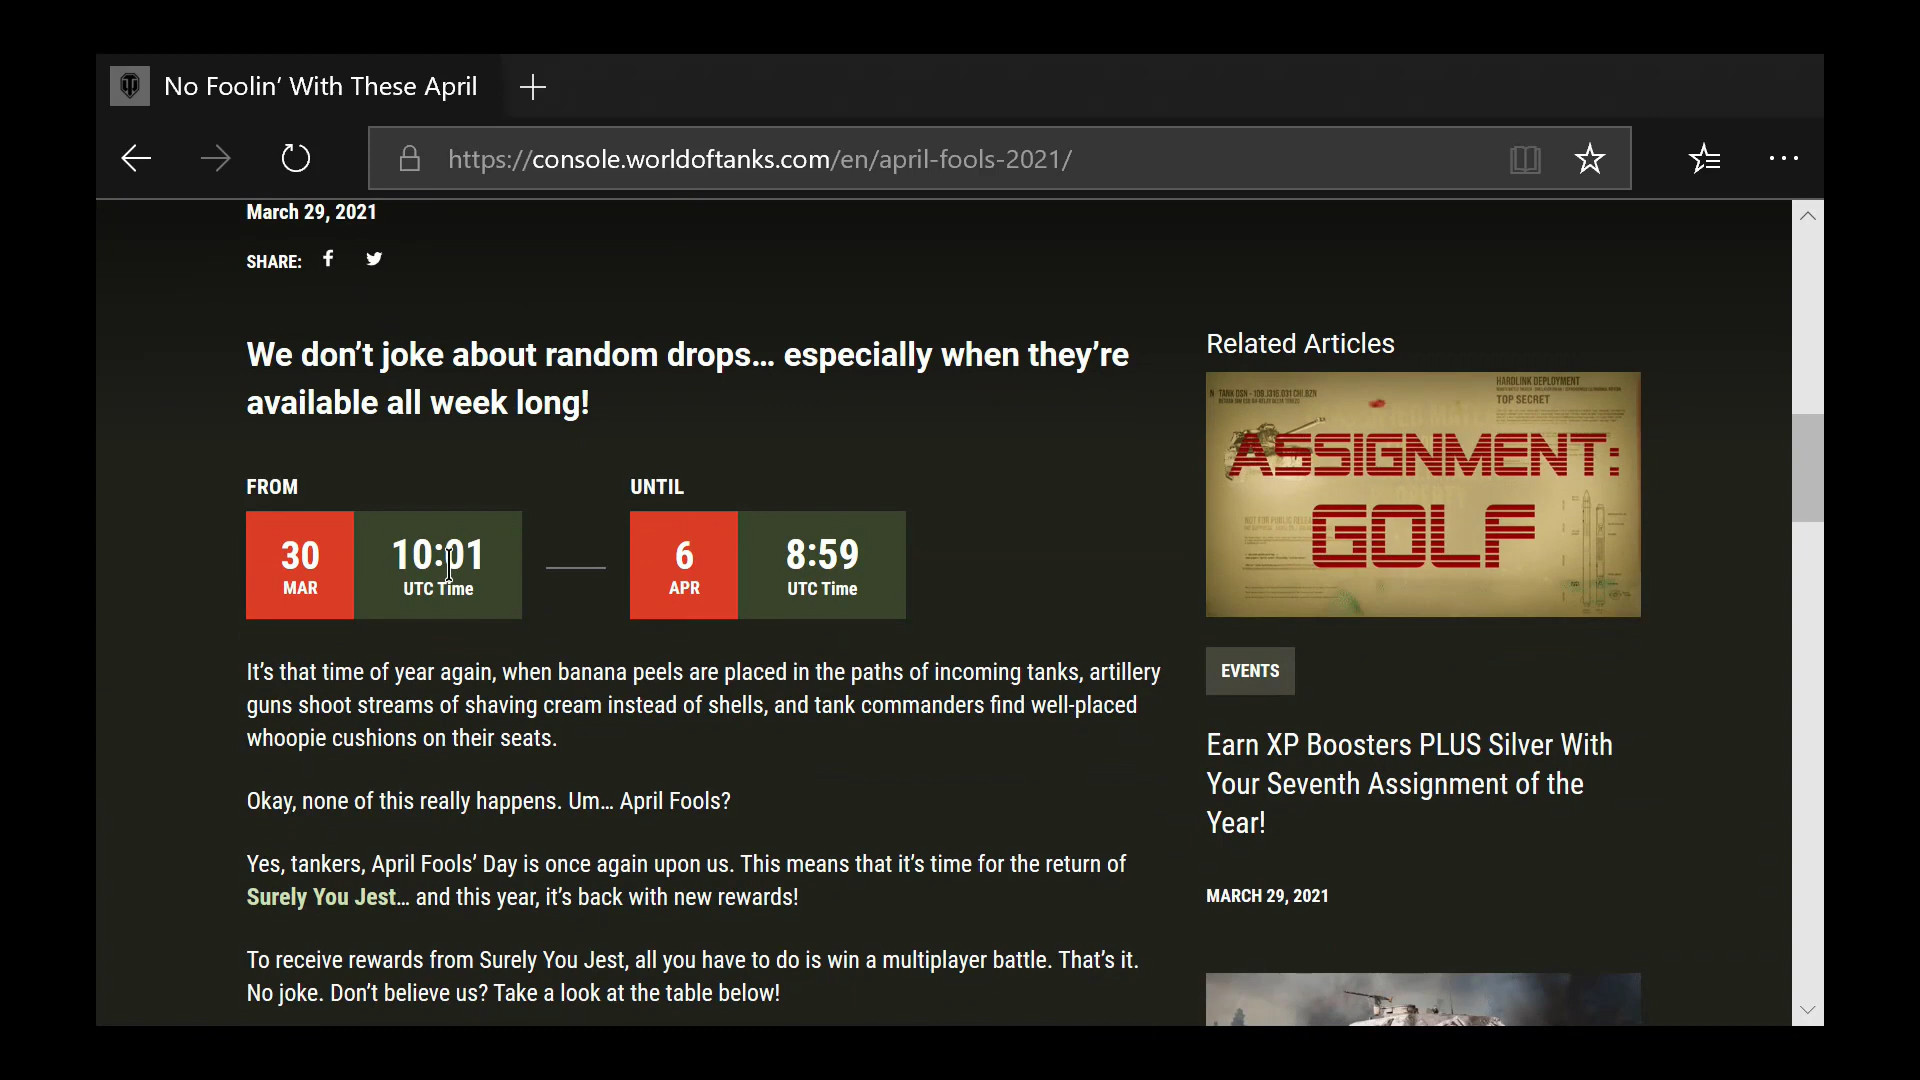 No Foolin’ With These April
https://console.worldoftanks.com/en/april-fools-2021/
March 29, 2021
SHARE:
We don’t joke about random drops… especially when they’re
available all week long!
FROM
30
MAR
10:01
UTC Time
UNTIL
6
APR
8:59
UTC Time
It’s that time of year again, when banana peels are placed in the paths of incoming tanks, artillery
guns shoot streams of shaving cream instead of shells, and tank commanders find well-placed
whoopie cushions on their seats.
Okay, none of this really happens. Um… April Fools?
Yes, tankers, April Fools’ Day is once again upon us. This means that it’s time for the return of
Surely You Jest… and this year, it’s back with new rewards!
To receive rewards from Surely You Jest, all you have to do is win a multiplayer battle. That’s it.
No joke. Don’t believe us? Take a look at the table below!
Related Articles
HARDLINK DEPLOYMENT
TOP SECRET
ASSIGNMENT:
GOLF
EVENTS
Earn XP Boosters PLUS Silver With
Your Seventh Assignment of the
Year!
MARCH 29, 2021